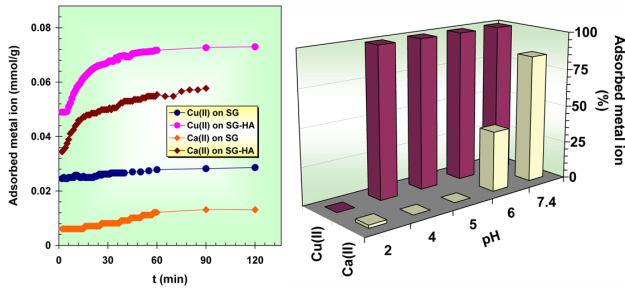 Adsorbed metal ion (mmol/g)
0.08
0.06
0.04
0.02
0
0
30
60
90
120
t (min)
Cu(II) on SG
Cu(II) on SG-HA
Ca(II) on SG
Ca(II) on SG-HA
Cu(II)
Ca(II)
2
4
5
6
7.4
pH
100
75
50
25
0
Adsorbed metal ion
(%)